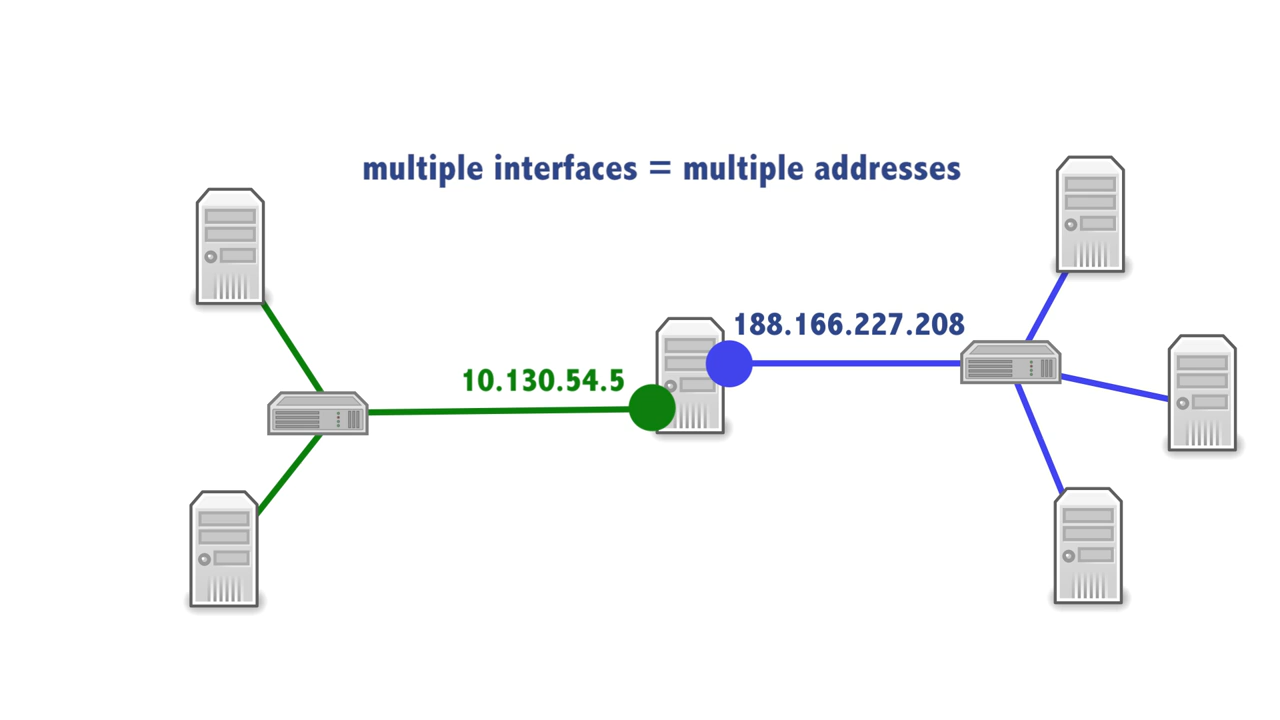 multiple interfaces = multiple addresses
188.166.227.208
10.130.54.5